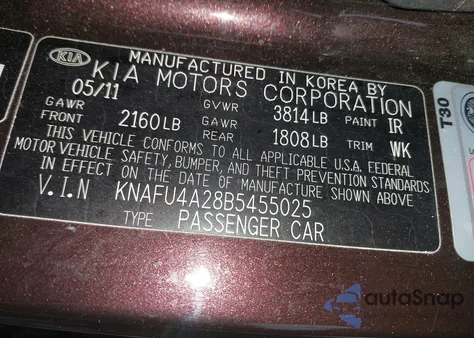 KIA MANUFACTURED IN KOREA BY
KIA MOTORS CORPORATION
05/11 GVWR 3814LB PAINT IR
GAWR FRONT 2160LB GAWR REAR 1808LB TRIM WK
THIS VEHICLE CONFORMS TO ALL APPLICABLE U.S.A. FEDERAL
MOTOR VEHICLE SAFETY, BUMPER, AND THEFT PREVENTION STANDARDS
IN EFFECT ON THE DATE OF MANUFACTURE SHOWN ABOVE
V.I.N KNAFU4A28B5455025
TYPE PASSENGER CAR
T30
autoSnap